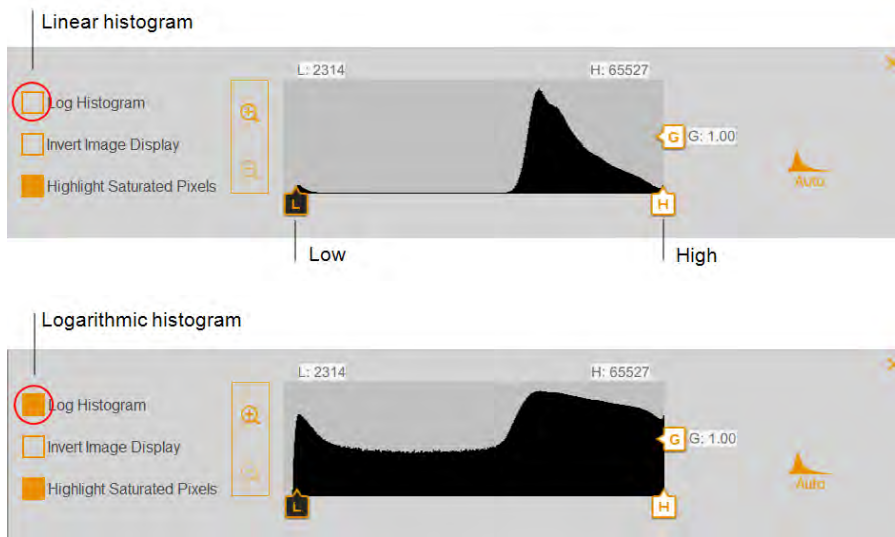 Linear histogram
L: 2314 H: 65527
Log Histogram
Invert Image Display
G G: 1.00
Highlight Saturated Pixels
Auto
L H
Low High
Logarithmic histogram
L: 2314 H: 65527
Log Histogram
Invert Image Display
G G: 1.00
Highlight Saturated Pixels
Auto
L H